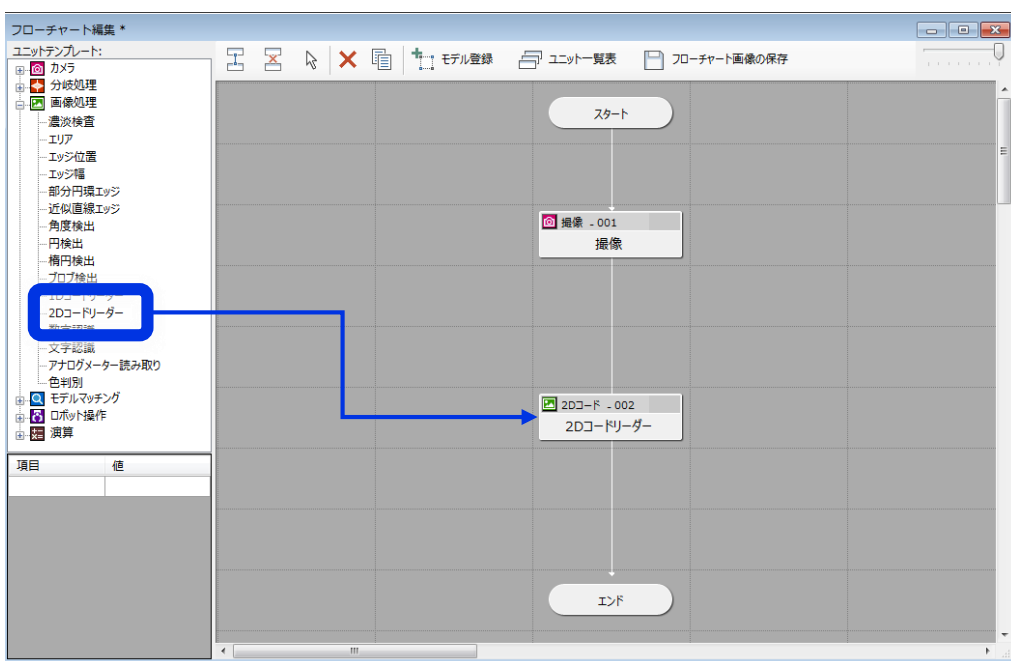 フローチャート編集 *
ユニットテンプレート:
カメラ
分岐処理
画像処理
濃淡検査
エリア
エッジ位置
エッジ幅
部分円環エッジ
近似直線エッジ
角度検出
円検出
楕円検出
ブロブ検出
2Dコードリーダー
文字認識
アナログメーター読み取り
色判別
モデルマッチング
ロボット操作
演算
項目 値
モデル登録 ユニット一覧表 フローチャート画像の保存
スタート
撮像 - 001
撮像
2Dコード - 002
2Dコードリーダー
エンド